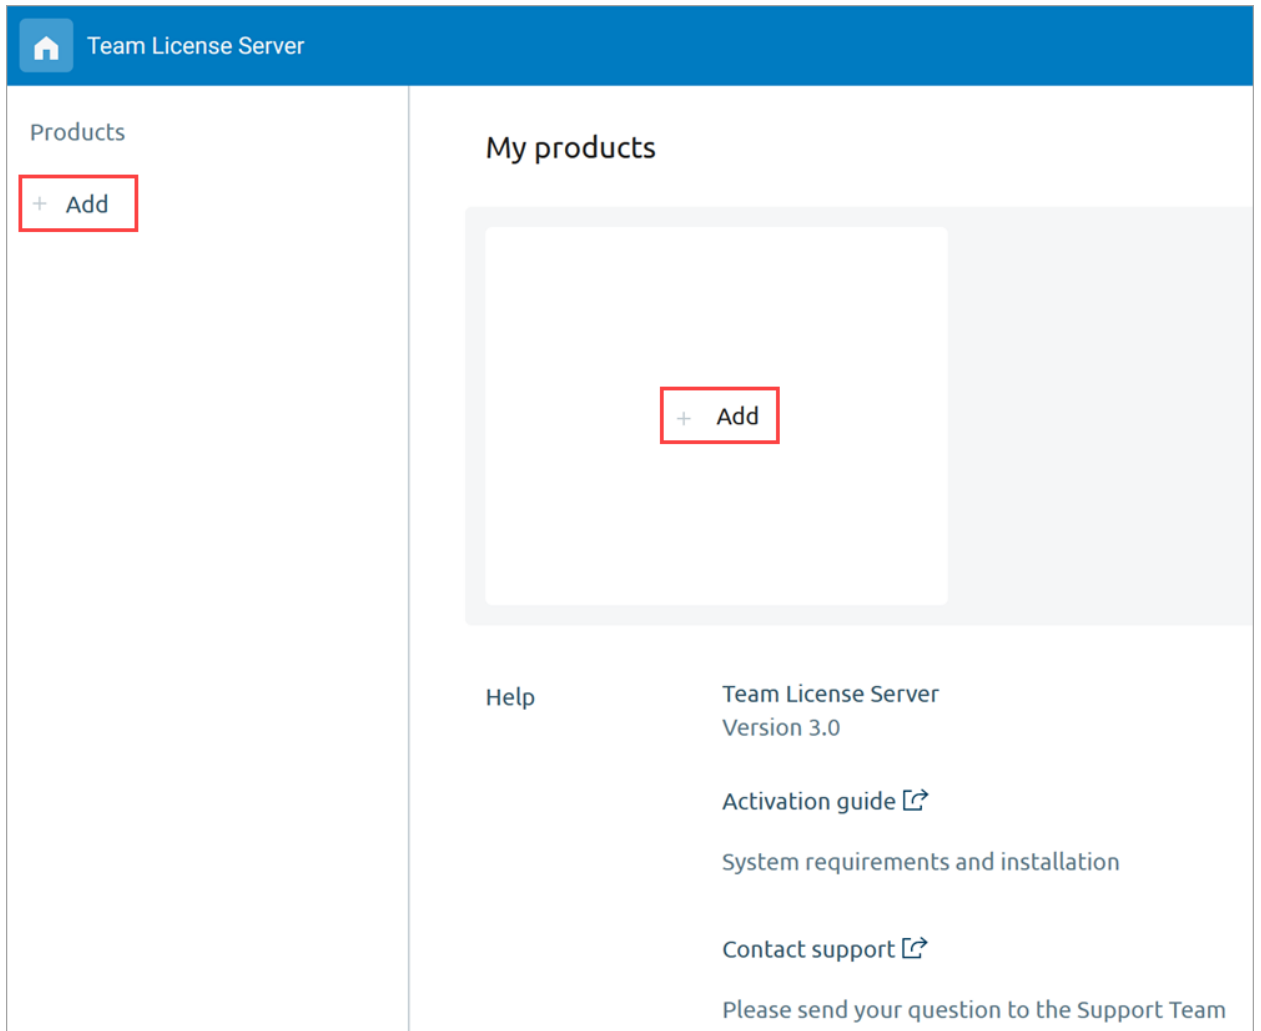 Team License Server
Products
+ Add
My products
+ Add
Help
Team License Server
Version 3.0
Activation guide
System requirements and installation
Contact support
Please send your question to the Support Team